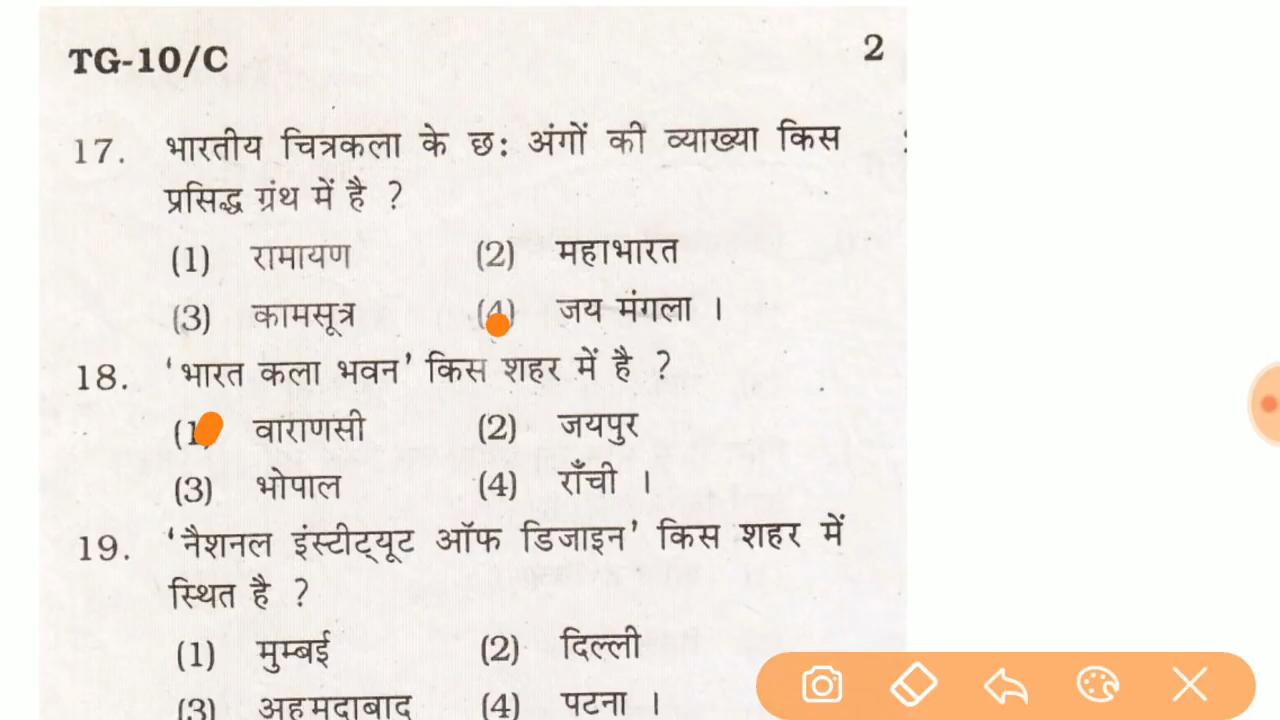 TG-10/C 2
17. भारतीय चित्रकला के छः अंगों की व्याख्या किस
प्रसिद्ध ग्रंथ में है ?
(1) रामायण (2) महाभारत
(3) कामसूत्र (4) जय मंगला ।
18. 'भारत कला भवन' किस शहर में है ?
(1) वाराणसी (2) जयपुर
(3) भोपाल (4) राँची ।
19. 'नैशनल इंस्टीट्यूट ऑफ डिजाइन' किस शहर में
स्थित है ?
(1) मुम्बई (2) दिल्ली
(3) अहमदाबाद (4) पटना ।